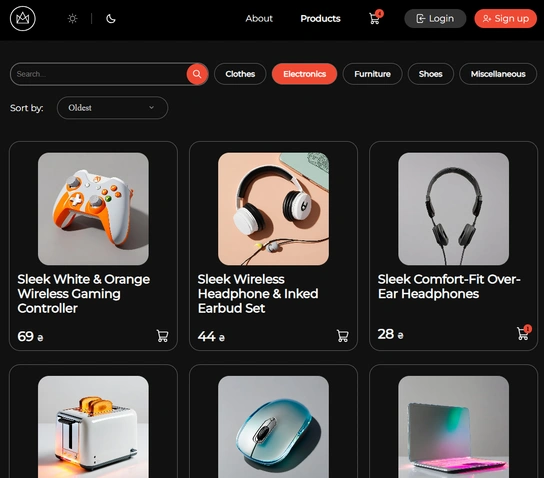 About
Products
4
Login
Sign up
Search...
Clothes
Electronics
Furniture
Shoes
Miscellaneous
Sort by:
Oldest
Sleek White & Orange
Wireless Gaming
Controller
69 ₴
Sleek Wireless
Headphone & Inked
Earbud Set
44 ₴
Sleek Comfort-Fit Over-
Ear Headphones
28 ₴
1